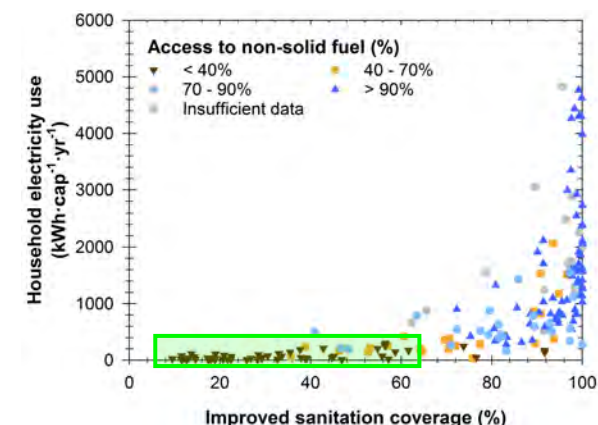 6000
5000
4000
3000
2000
1000
0
Household electricity use
(kWh·cap⁻¹·yr⁻¹)
Access to non-solid fuel (%)
< 40% 40 - 70%
70 - 90% > 90%
Insufficient data
0 20 40 60 80 100
Improved sanitation coverage (%)